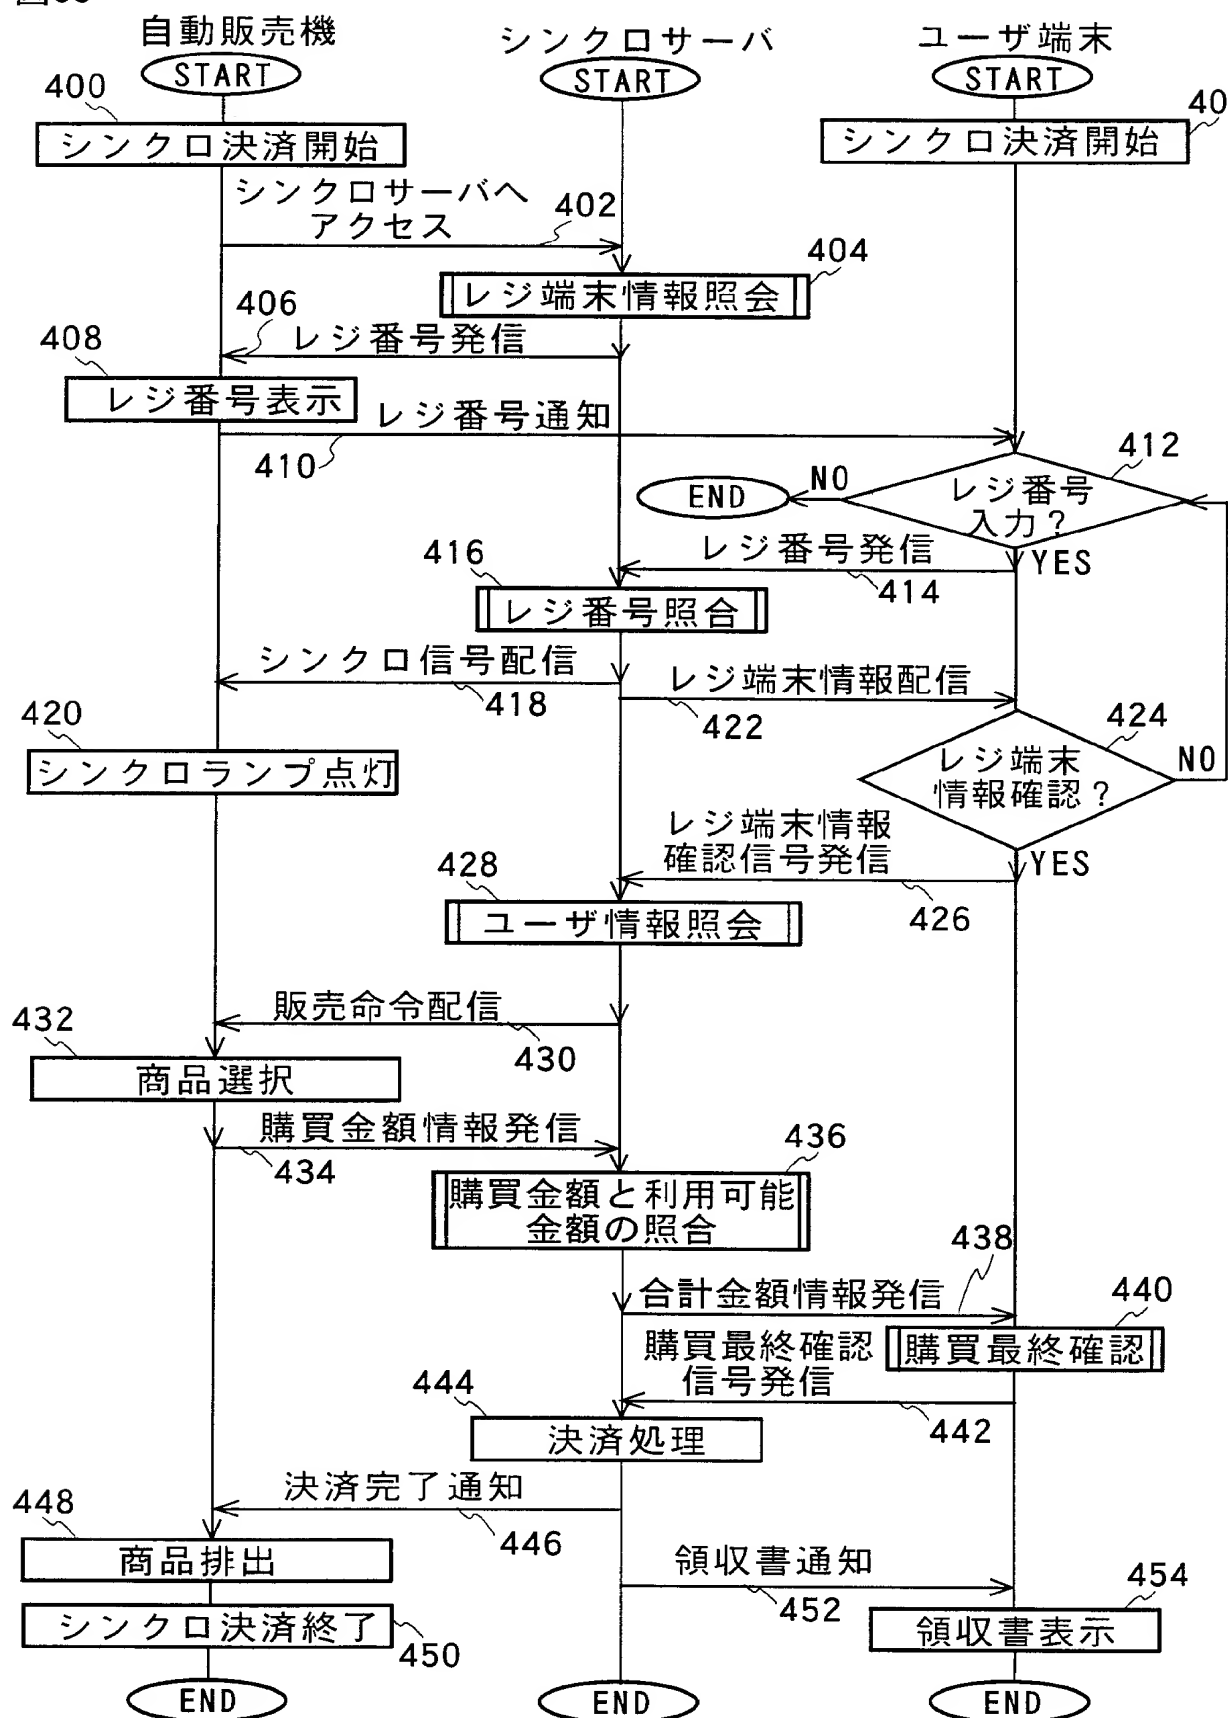 自動販売機
シンクロサーバ
ユーザ端末
START
START
START
400
シンクロ決済開始
40
シンクロ決済開始
シンクロサーバへ
アクセス
402
404
レジ端末情報照会
406
レジ番号発信
408
レジ番号表示
レジ番号通知
410
412
レジ番号
入力?
NO
END
YES
レジ番号発信
414
416
レジ番号照合
シンクロ信号配信
418
レジ端末情報配信
422
420
シンクロランプ点灯
424
レジ端末
情報確認?
NO
YES
レジ端末情報
確認信号発信
426
428
ユーザ情報照会
販売命令配信
430
432
商品選択
購買金額情報発信
434
436
購買金額と利用可能
金額の照合
438
合計金額情報発信
440
購買最終確認
購買最終確認
信号発信
442
444
決済処理
決済完了通知
446
448
商品排出
領収書通知
452
454
領収書表示
シンクロ決済終了
450
END
END
END